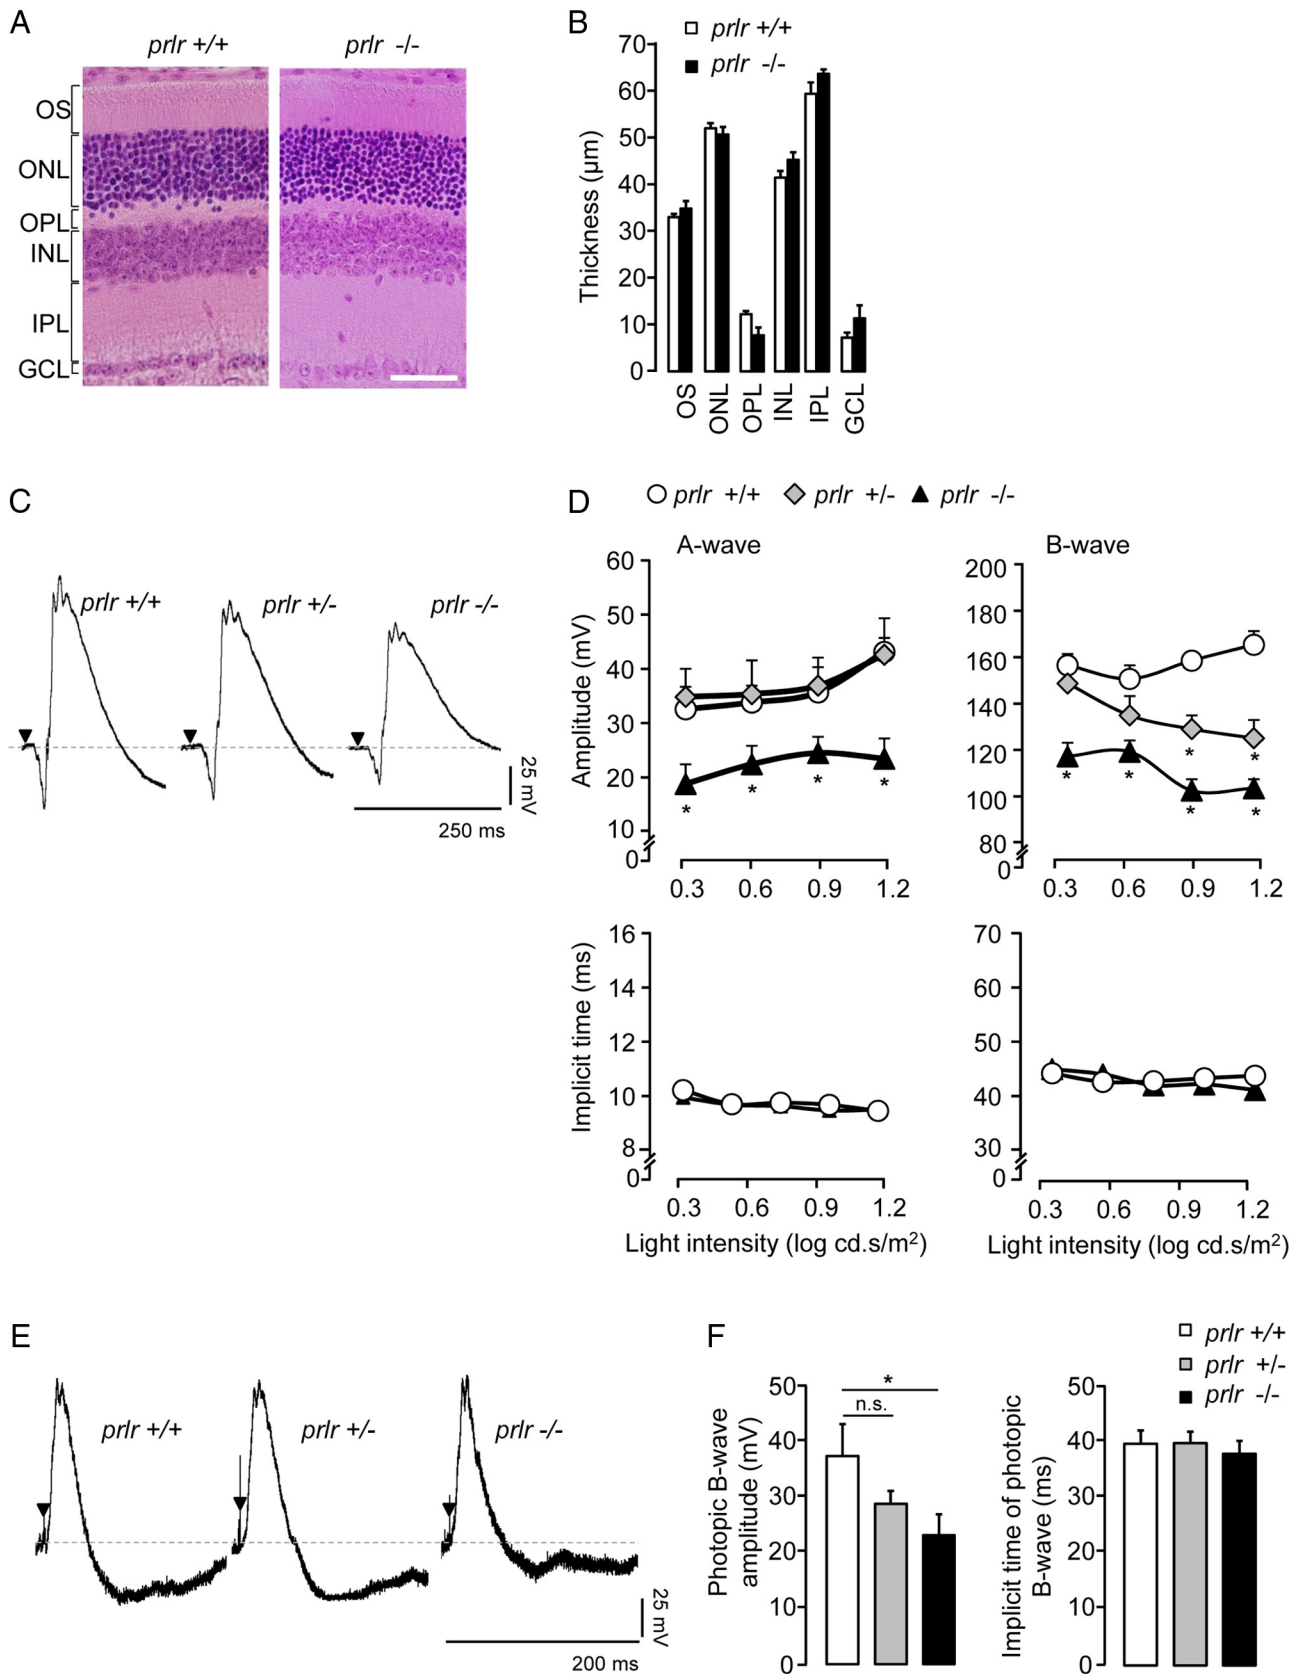 A
prlr +/+
prlr -/-
OS
ONL
OPL
INL
IPL
GCL
B
prlr +/+
prlr -/-
Thickness (µm)
70
60
50
40
30
20
10
0
OS
ONL
OPL
INL
IPL
GCL
C
prlr +/+
prlr +/-
prlr -/-
25 mV
250 ms
D
prlr +/+
prlr +/-
prlr -/-
A-wave
Amplitude (mV)
60
50
40
30
20
10
0
* * * *
0.3 0.6 0.9 1.2
B-wave
200
180
160
140
120
100
80
0
* *
* * * *
0.3 0.6 0.9 1.2
Implicit time (ms)
16
14
12
10
8
0
0.3 0.6 0.9 1.2
Light intensity (log cd.s/m²)
70
60
50
40
30
0
0.3 0.6 0.9 1.2
Light intensity (log cd.s/m²)
E
prlr +/+
prlr +/-
prlr -/-
25 mV
200 ms
F
prlr +/+
prlr +/-
prlr -/-
Photopic B-wave
amplitude (mV)
50
40
30
20
10
0
*
n.s.
Implicit time of photopic
B-wave (ms)
50
40
30
20
10
0